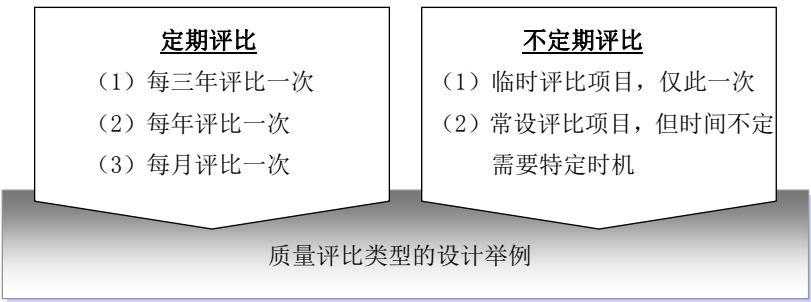 定期评比
（1）每三年评比一次
（2）每年评比一次
（3）每月评比一次
不定期评比
（1）临时评比项目，仅此一次
（2）常设评比项目，但时间不定
需要特定时机
质量评比类型的设计举例